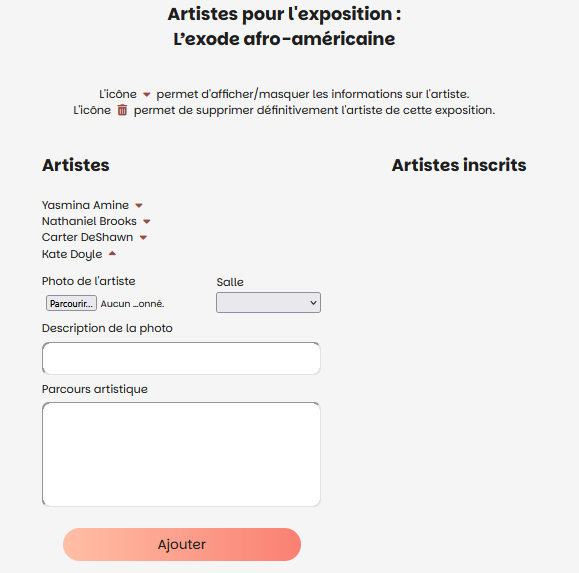 Artistes pour l'exposition :
L’exode afro-américaine
L'icône permet d'afficher/masquer les informations sur l'artiste.
L'icône permet de supprimer définitivement l'artiste de cette exposition.
Artistes
Artistes inscrits
Yasmina Amine
Nathaniel Brooks
Carter DeShawn
Kate Doyle
Photo de l'artiste
Salle
Parcourir... Aucun ...onné.
Description de la photo
Parcours artistique
Ajouter